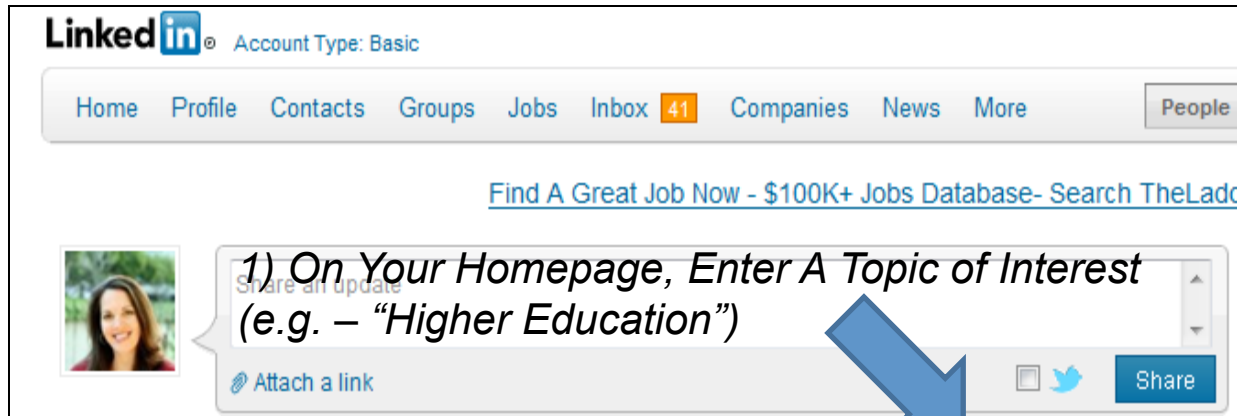 Linked in ® Account Type: Basic
Home Profile Contacts Groups Jobs Inbox 41 Companies News More People
Find A Great Job Now - $100K+ Jobs Database- Search TheLadd
1) On Your Homepage, Enter A Topic of Interest
Share an update
(e.g. – “Higher Education”)
Attach a link Share